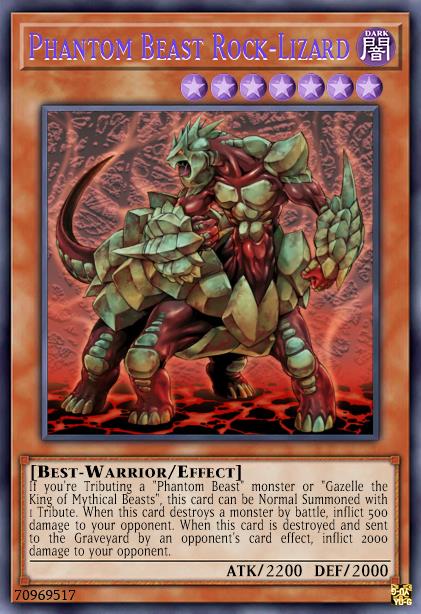 PHANTOM BEAST ROCK-LIZARD
DARK
闇
[BEST-WARRIOR/EFFECT]
If you're Tributing a "Phantom Beast" monster or "Gazelle the
King of Mythical Beasts", this card can be Normal Summoned with
1 Tribute. When this card destroys a monster by battle, inflict 500
damage to your opponent. When this card is destroyed and sent
to the Graveyard by an opponent's card effect, inflict 2000
damage to your opponent.
ATK/2200 DEF/2000
70969517